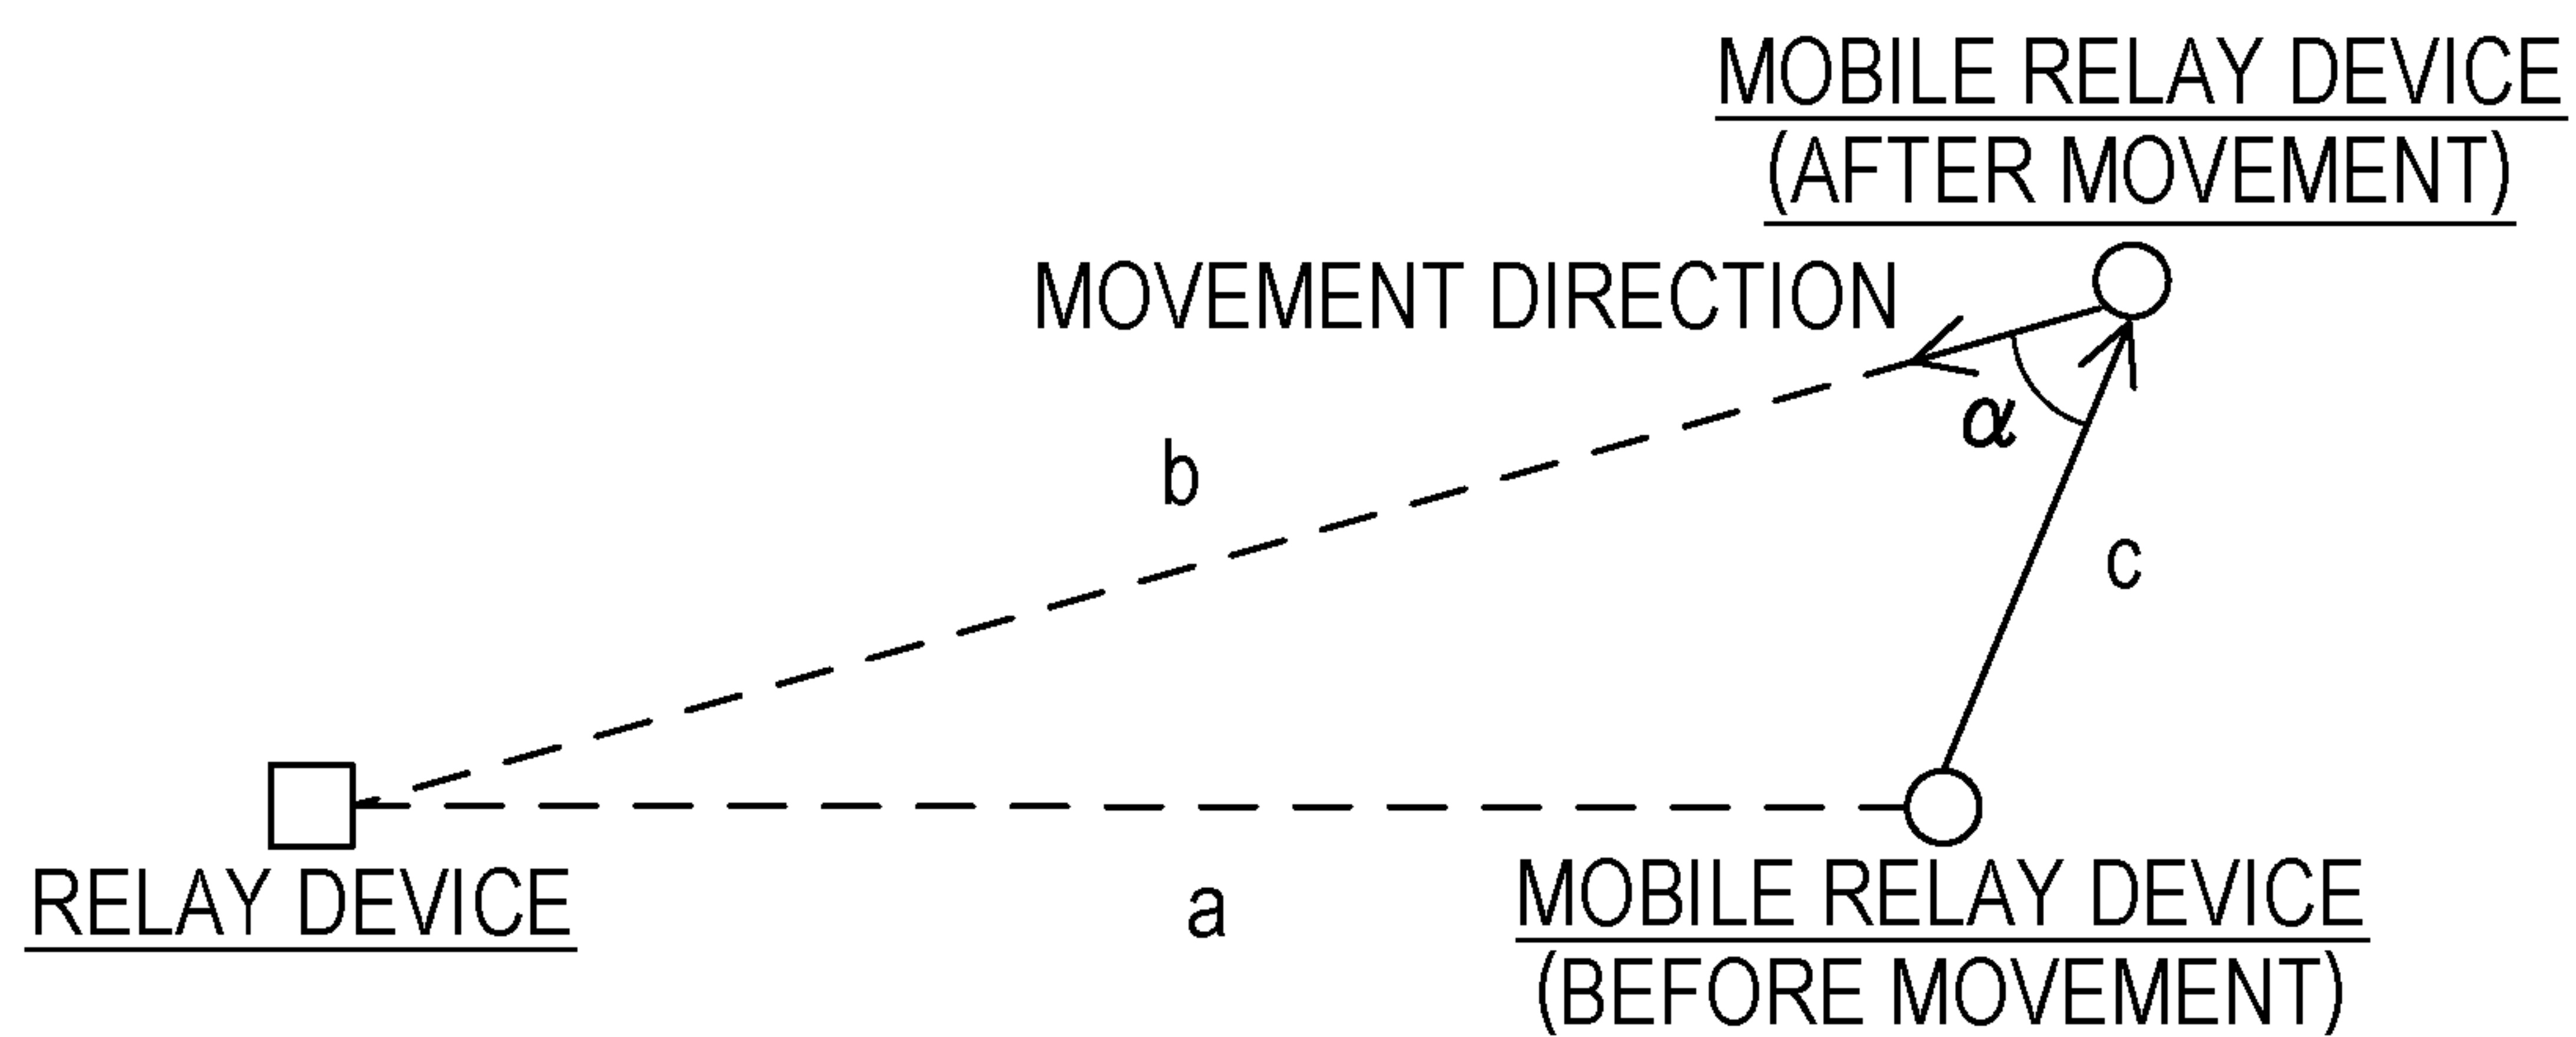 MOBILE RELAY DEVICE
(AFTER MOVEMENT)
MOVEMENT DIRECTION
α
b
c
RELAY DEVICE
a
MOBILE RELAY DEVICE
(BEFORE MOVEMENT)